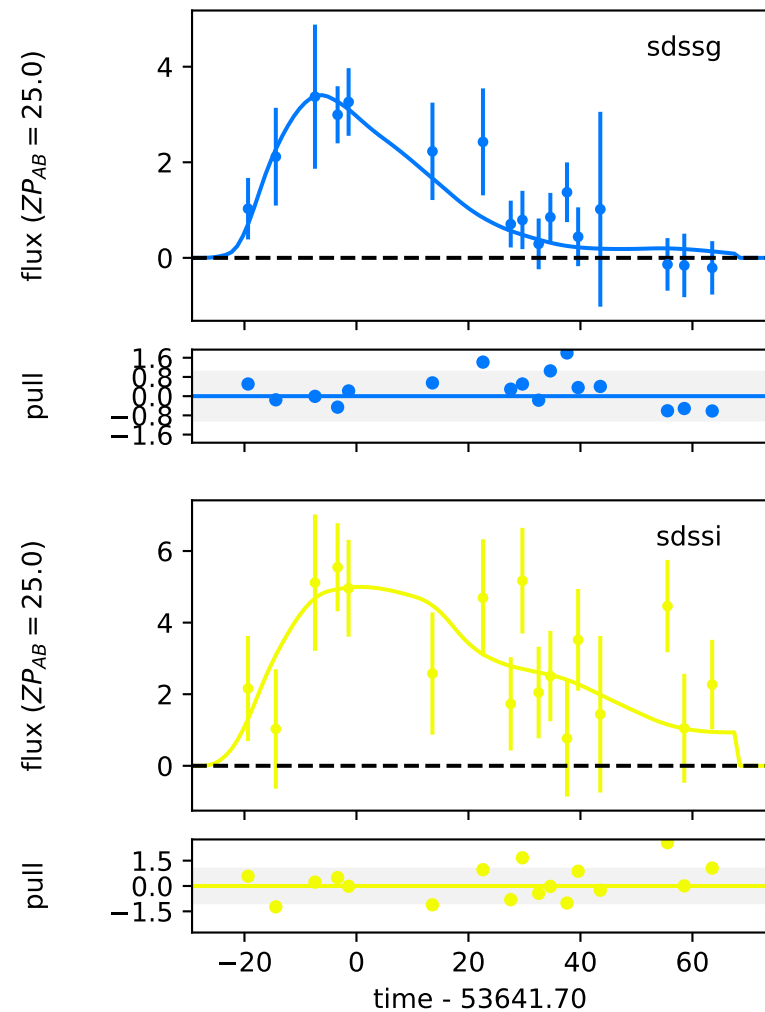 sdssg
flux (ZP_AB = 25.0)
4
2
0
pull
1.6
0.8
0.0
−0.8
−1.6
sdssi
flux (ZP_AB = 25.0)
6
4
2
0
pull
1.5
0.0
−1.5
−20 0 20 40 60
time - 53641.70